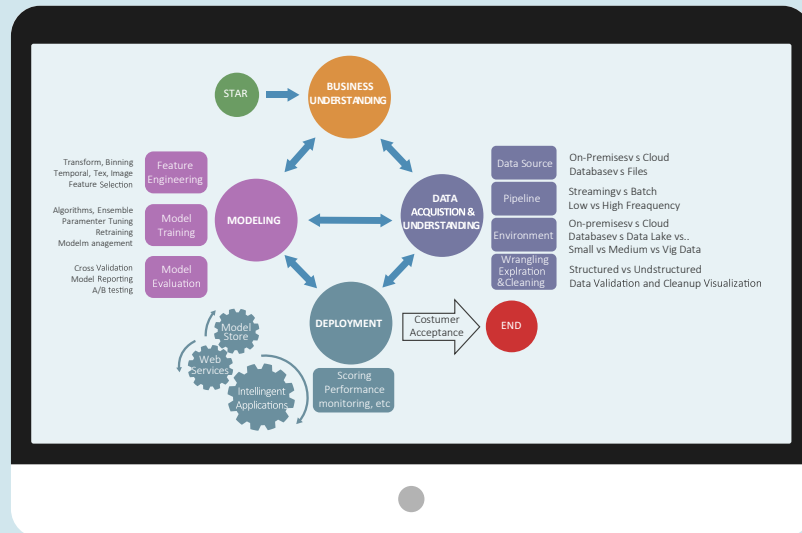 STAR
BUSINESS
UNDERSTANDING
Transform, Binning
Temporal, Tex, Image
Feature Selection
Feature
Engineering
Algorithms, Ensemble
Paramenter Tuning
Retraining
Modelm anagement
Model
Training
Cross Validation
Model Reporting
A/B testing
Model
Evaluation
MODELING
DATA
ACQUISTION &
UNDERSTANDING
Data Source
On-Premisesv s Cloud
Databasev s Files
Pipeline
Streamingv s Batch
Low vs High Freaquency
Environment
On-premisesv s Cloud
Databasev s Data Lake vs..
Small vs Medium vs Vig Data
Wrangling
Expliration
&Cleaning
Structured vs Undstructured
Data Validation and Cleanup Visualization
DEPLOYMENT
Costumer
Acceptance
END
Model
Store
Web
Services
Intellingent
Applications
Scoring
Performance
monitoring, etc